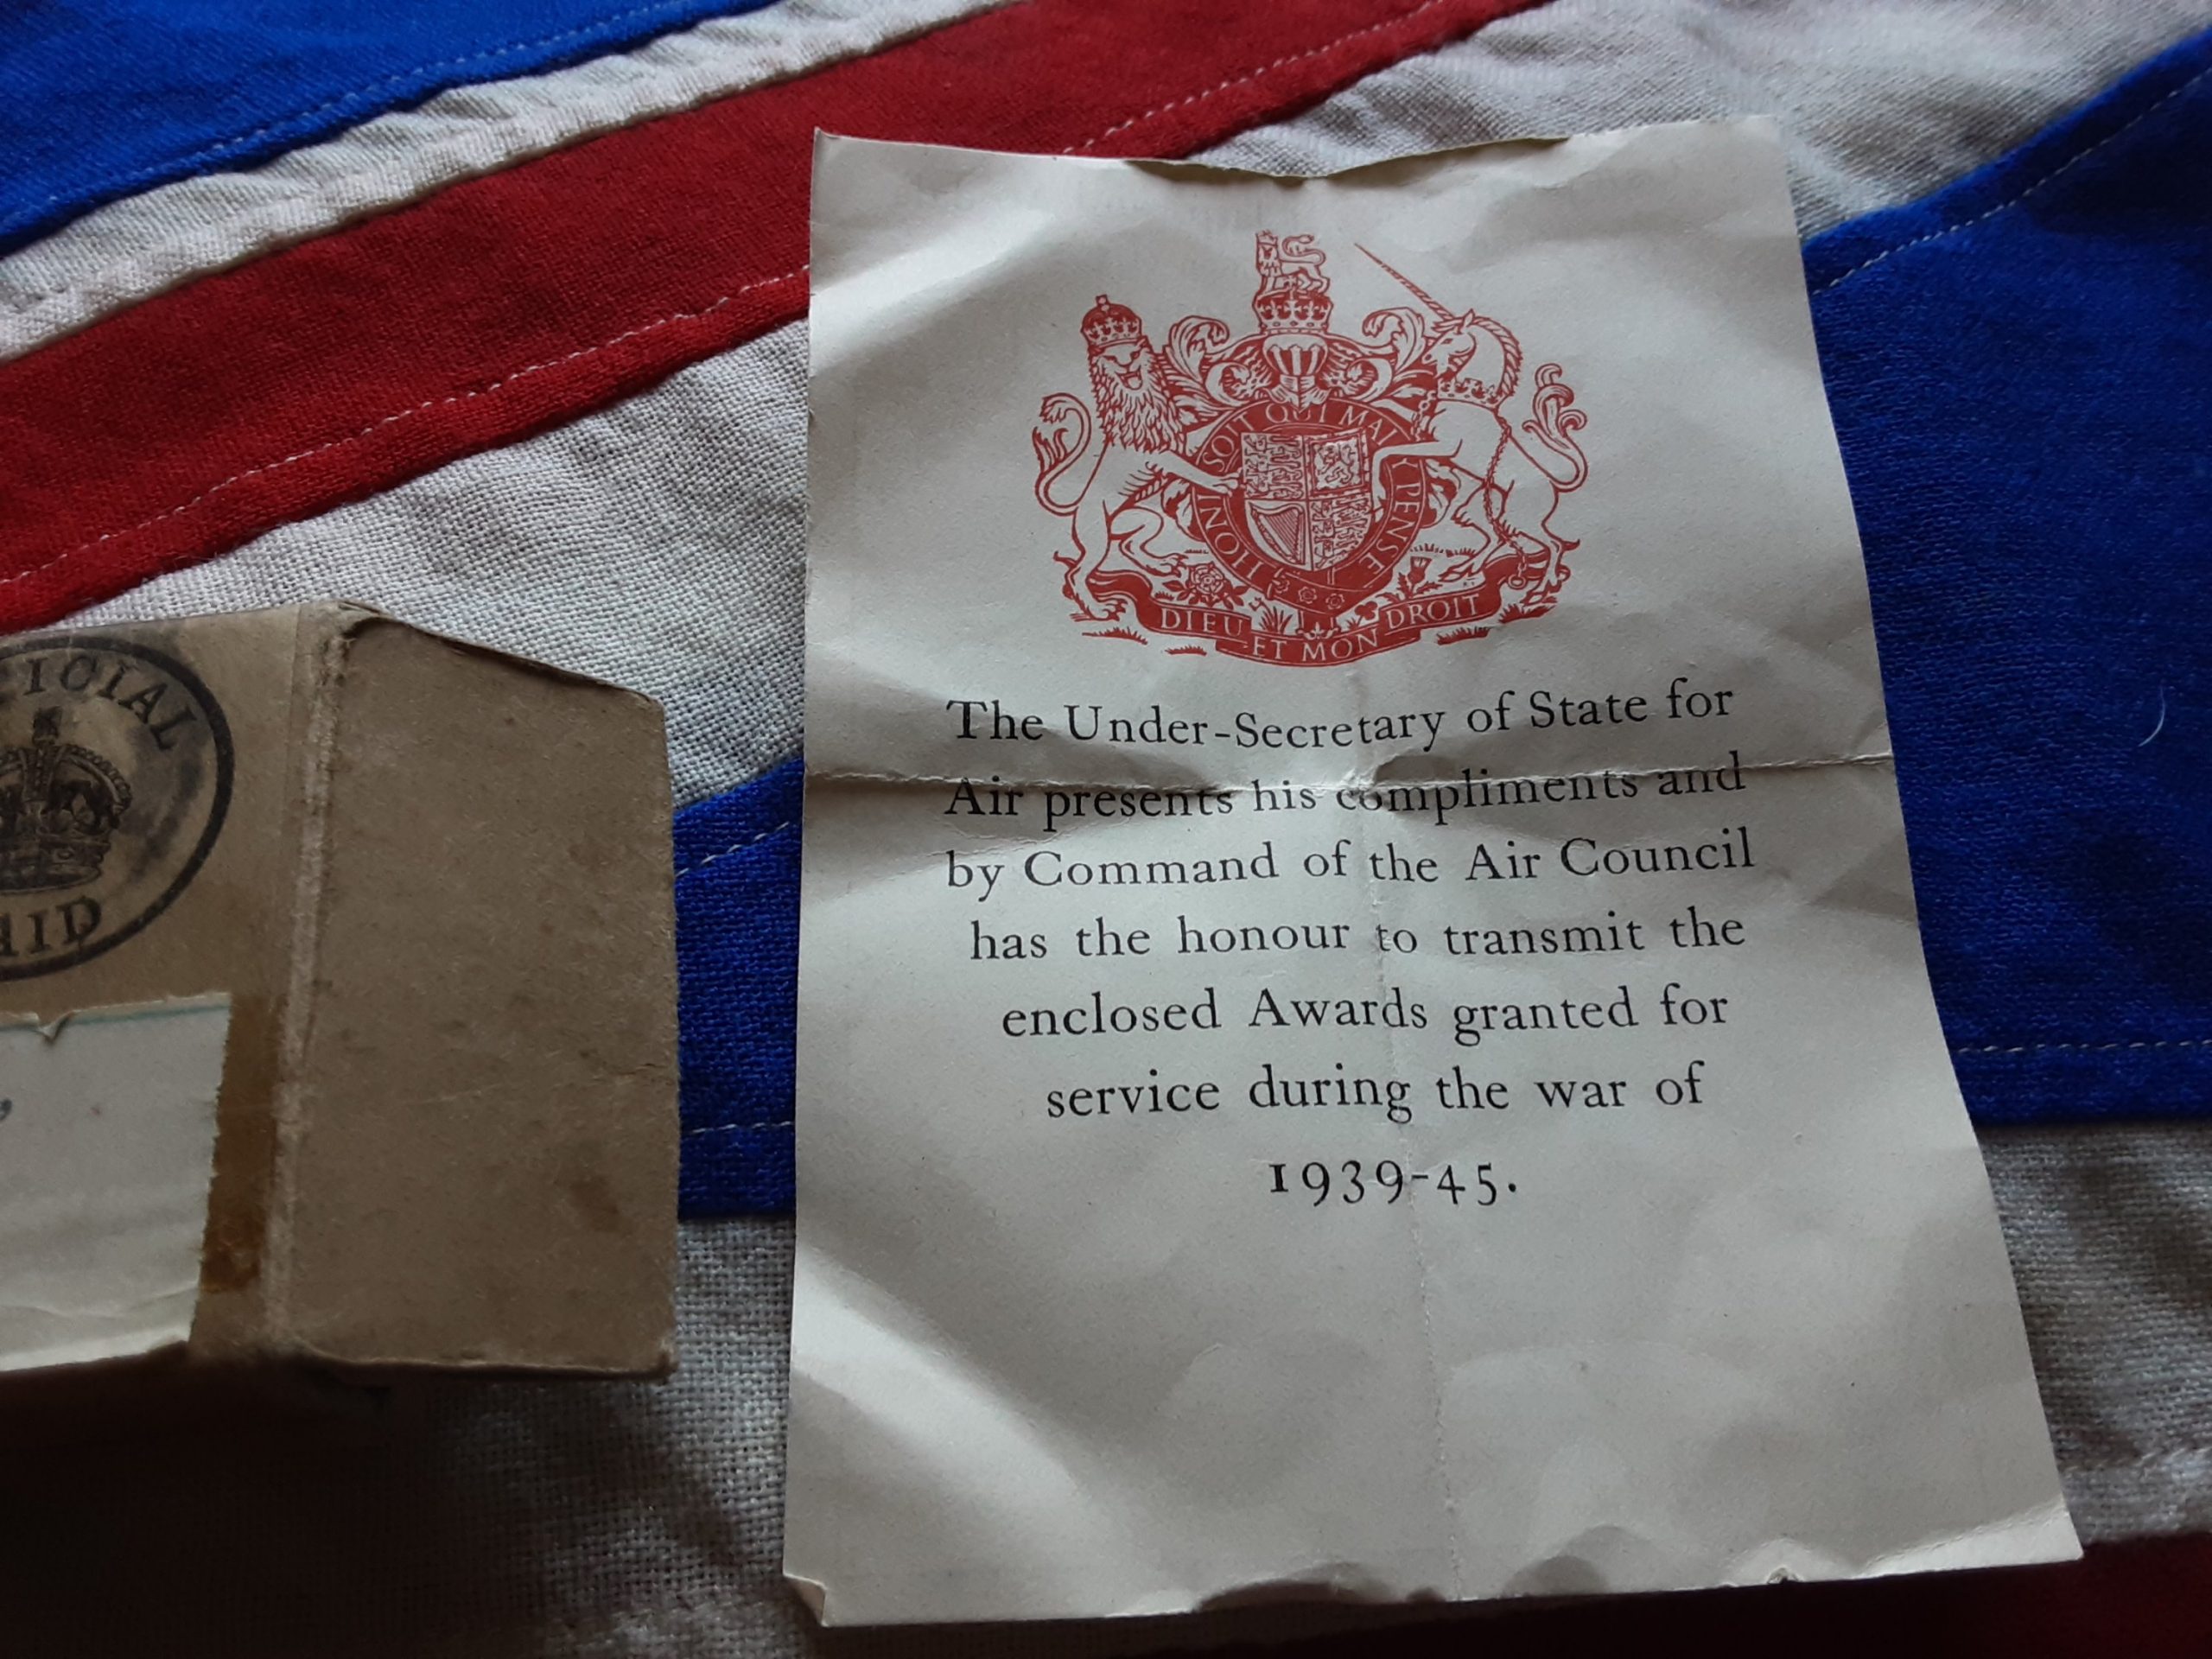 HONI SOIT QUI MAL Y PENSE
DIEU ET MON DROIT
The Under-Secretary of State for
Air presents his compliments and
by Command of the Air Council
has the honour to transmit the
enclosed Awards granted for
service during the war of
1939-45.
ICIAL
AID